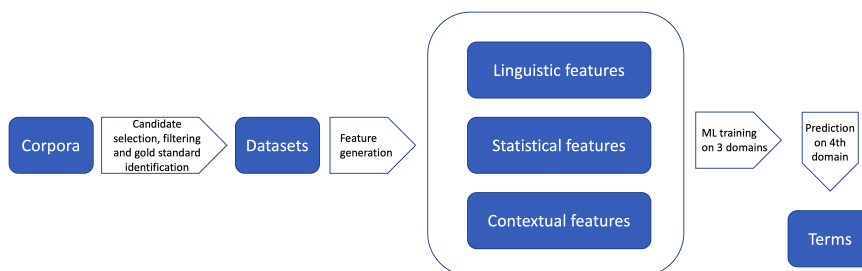 Corpora
Candidate
selection, filtering
and gold standard
identification
Datasets
Feature
generation
Linguistic features
Statistical features
Contextual features
ML training
on 3 domains
Prediction
on 4th
domain
Terms